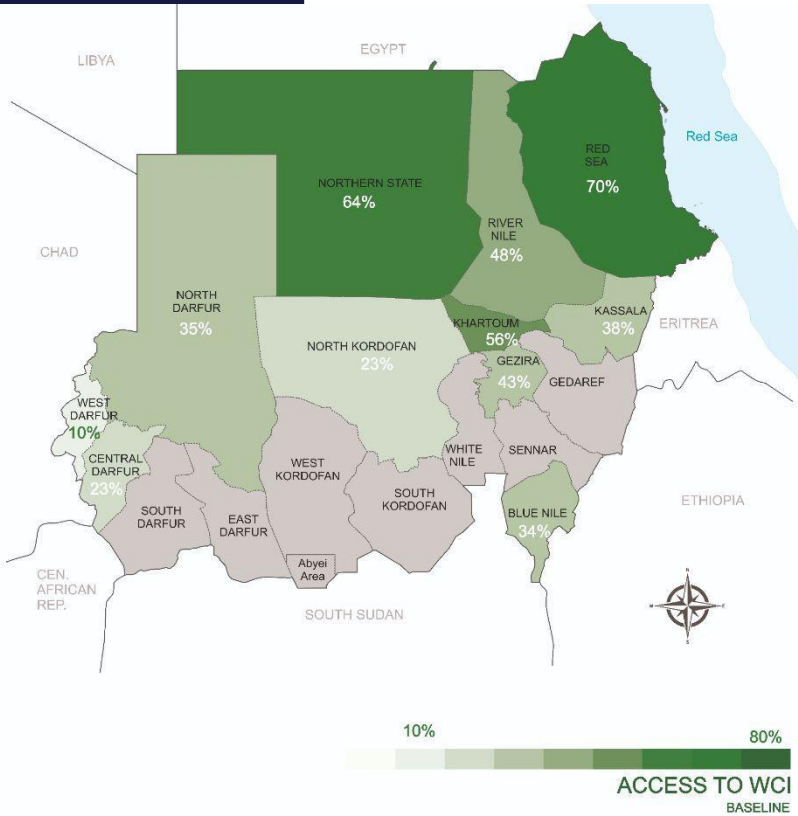 LIBYA
EGYPT
Red Sea
RED
SEA
70%
NORTHERN STATE
64%
RIVER
NILE
48%
CHAD
NORTH
DARFUR
35%
KASSALA
38%
ERITREA
KHARTOUM
56%
NORTH KORDOFAN
23%
GEZIRA
43%
GEDAREF
WEST
DARFUR
10%
CENTRAL
DARFUR
23%
WHITE
NILE
SENNAR
WEST
KORDOFAN
SOUTH
KORDOFAN
SOUTH
DARFUR
EAST
DARFUR
BLUE NILE
34%
ETHIOPIA
Abyei
Area
CEN.
AFRICAN
REP.
SOUTH SUDAN
N
W
E
S
10%
80%
ACCESS TO WCI
BASELINE